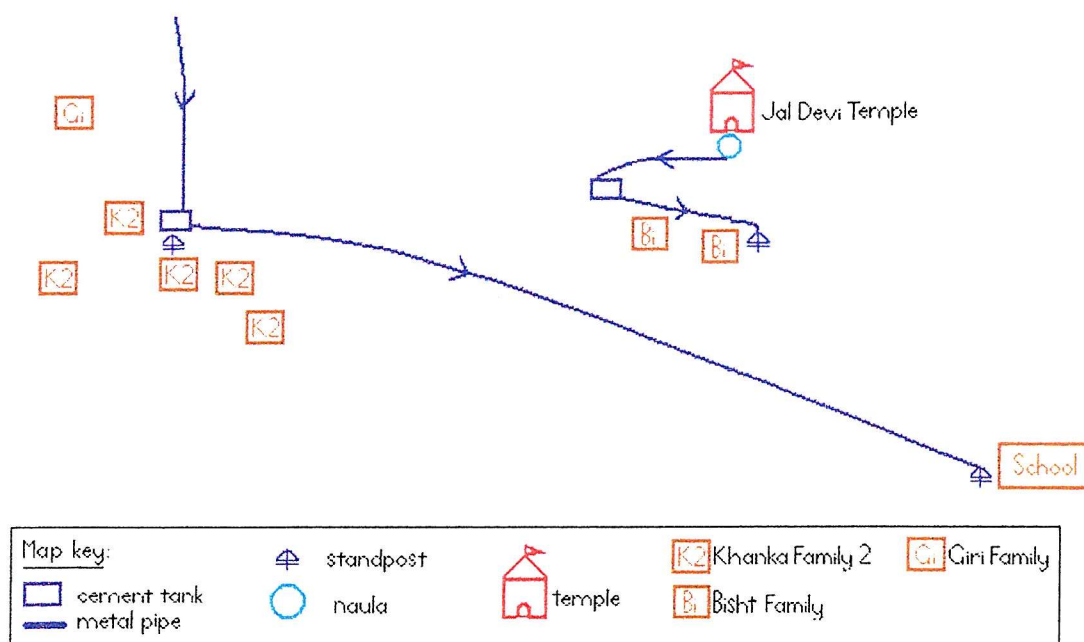 Gi
Jal Devi Temple
K2
Bi
Bi
K2
K2
K2
K2
School
Map key:
standpost
K2 Khanka Family 2
Gi Giri Family
cement tank
naula
temple
Bi Bisht Family
metal pipe